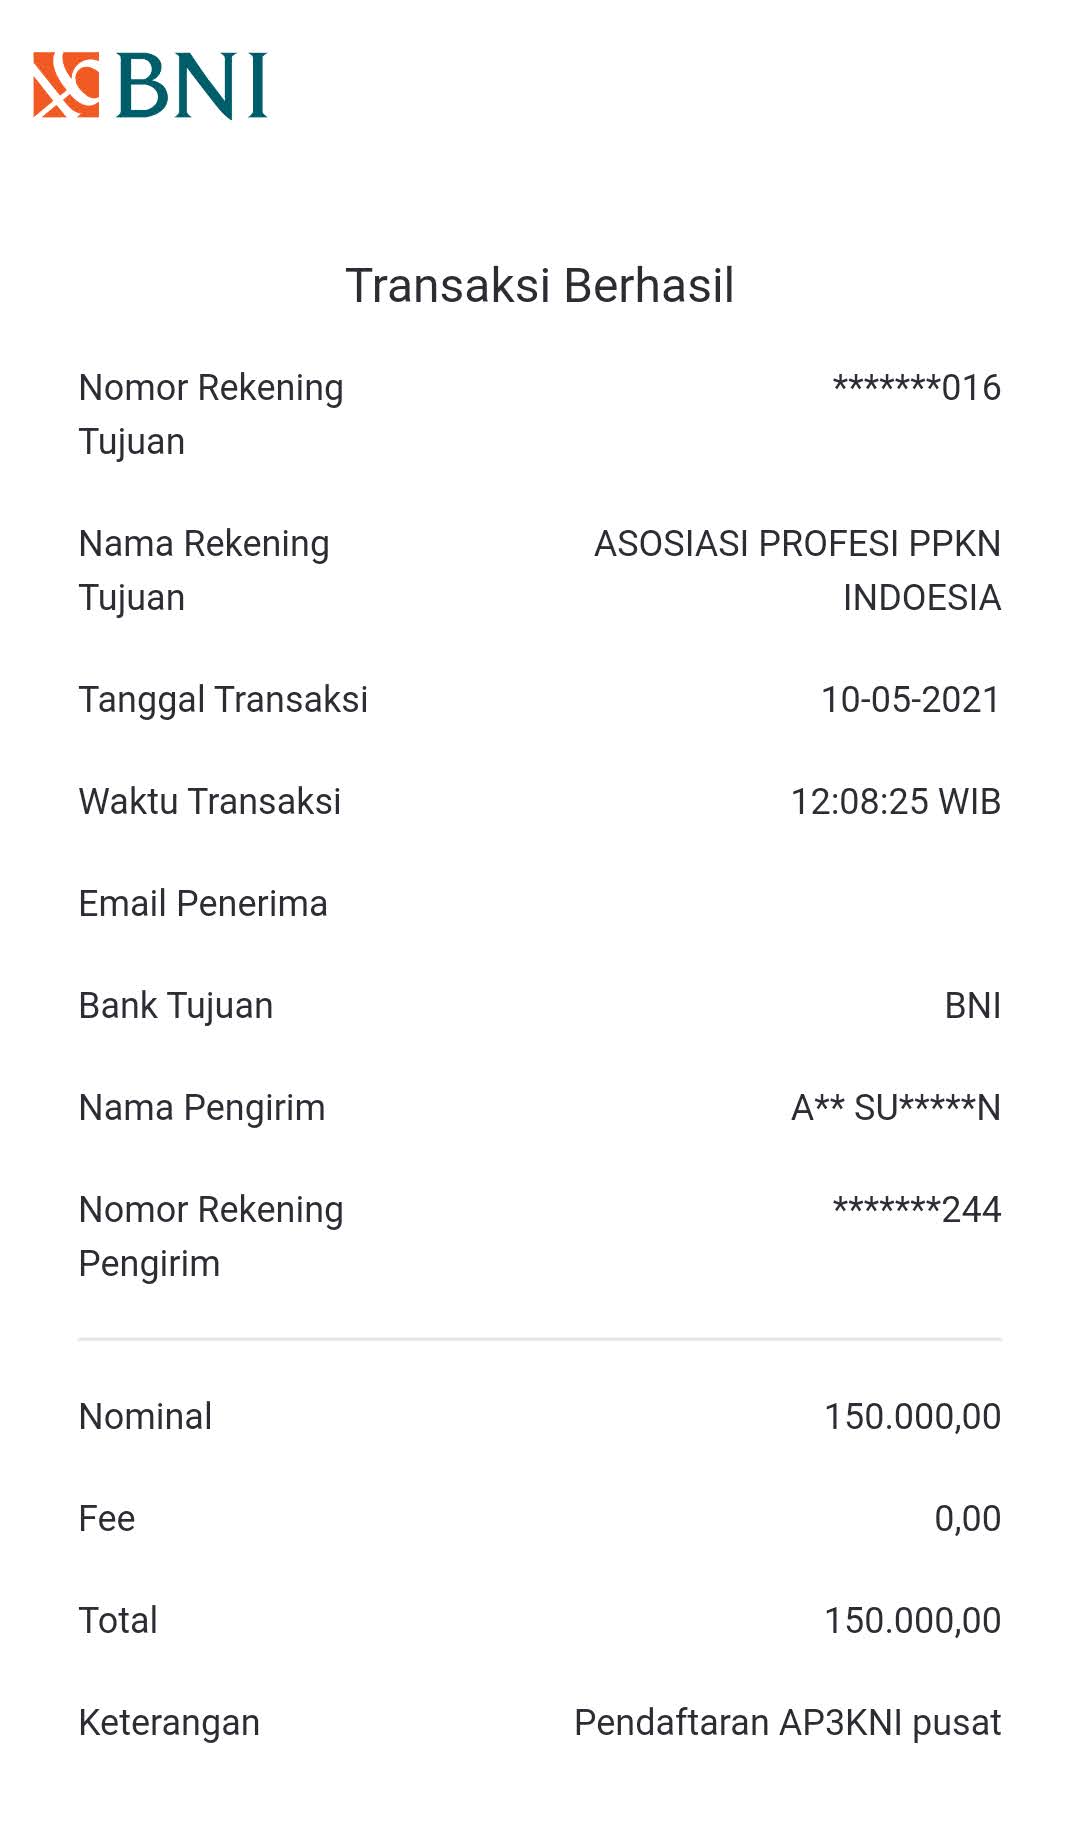 BNI
Transaksi Berhasil
Nomor Rekening Tujuan *******016
Nama Rekening Tujuan ASOSIASI PROFESI PPKN INDOESIA
Tanggal Transaksi 10-05-2021
Waktu Transaksi 12:08:25 WIB
Email Penerima
Bank Tujuan BNI
Nama Pengirim A** SU*****N
Nomor Rekening Pengirim *******244
Nominal 150.000,00
Fee 0,00
Total 150.000,00
Keterangan Pendaftaran AP3KNI pusat